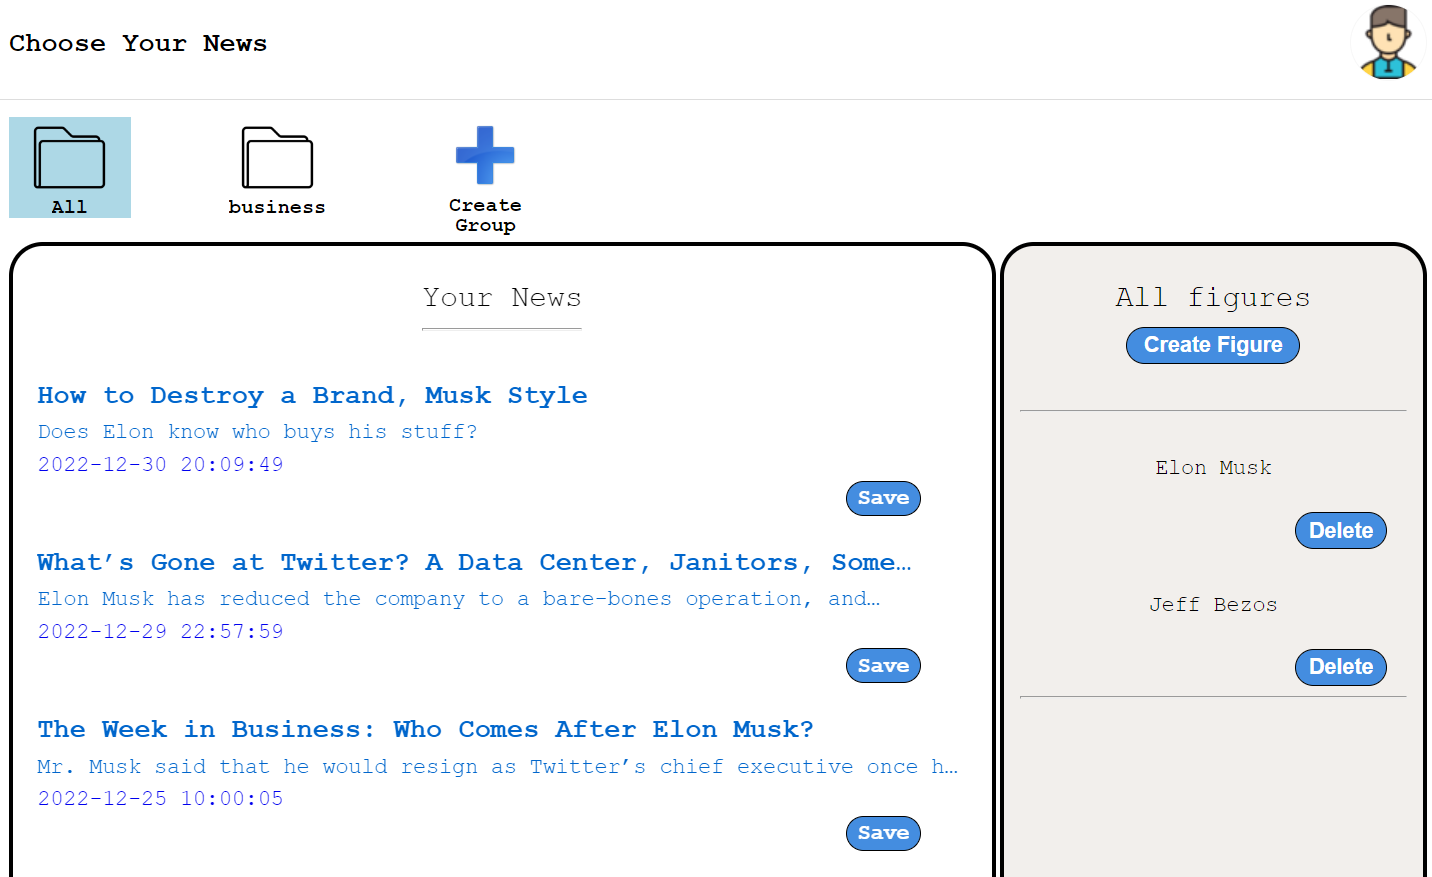 Choose Your News
All
business
Create
Group
Your News
How to Destroy a Brand, Musk Style
Does Elon know who buys his stuff?
2022-12-30 20:09:49
Save
What’s Gone at Twitter? A Data Center, Janitors, Some…
Elon Musk has reduced the company to a bare-bones operation, and…
2022-12-29 22:57:59
Save
The Week in Business: Who Comes After Elon Musk?
Mr. Musk said that he would resign as Twitter’s chief executive once h…
2022-12-25 10:00:05
Save
All figures
Create Figure
Elon Musk
Delete
Jeff Bezos
Delete